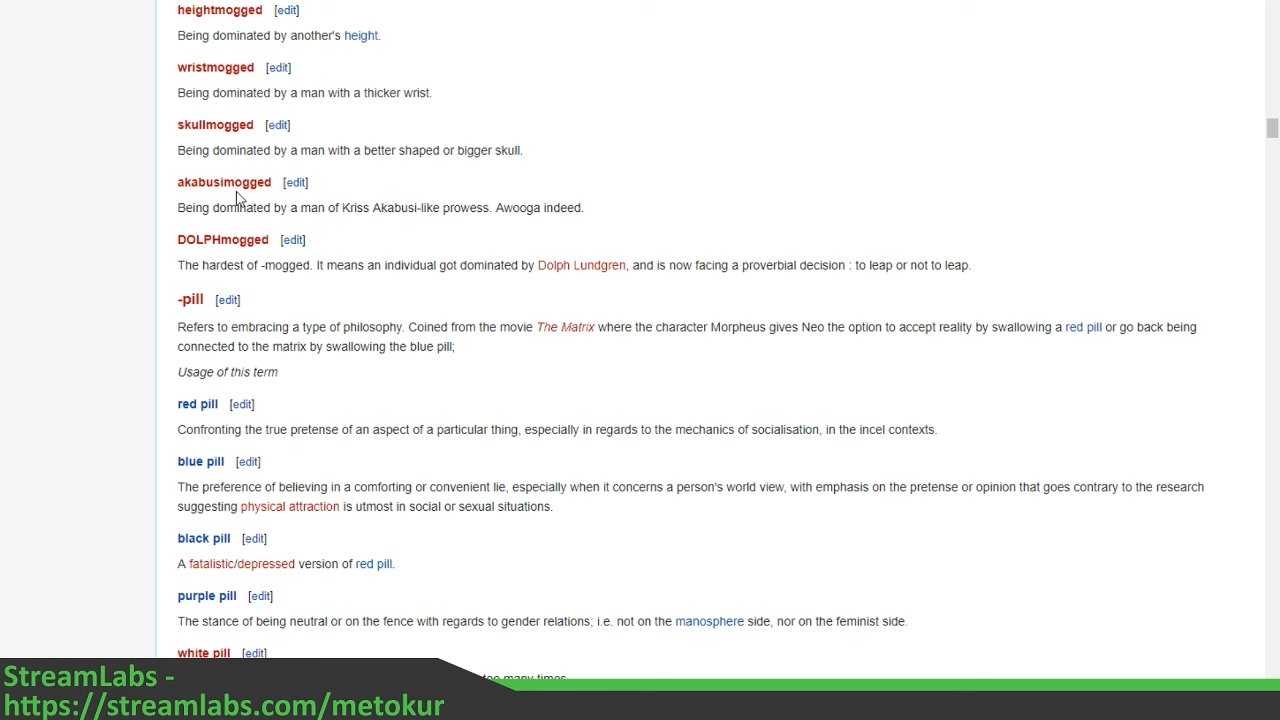 heightmogged [edit]
Being dominated by another's height.
wristmogged [edit]
Being dominated by a man with a thicker wrist.
skullmogged [edit]
Being dominated by a man with a better shaped or bigger skull.
akabusimogged [edit]
Being dominated by a man of Kriss Akabusi-like prowess. Awooga indeed.
DOLPHmogged [edit]
The hardest of -mogged. It means an individual got dominated by Dolph Lundgren, and is now facing a proverbial decision : to leap or not to leap.
-pill [edit]
Refers to embracing a type of philosophy. Coined from the movie The Matrix where the character Morpheus gives Neo the option to accept reality by swallowing a red pill or go back being
connected to the matrix by swallowing the blue pill;
Usage of this term
red pill [edit]
Confronting the true pretense of an aspect of a particular thing, especially in regards to the mechanics of socialisation, in the incel contexts.
blue pill [edit]
The preference of believing in a comforting or convenient lie, especially when it concerns a person's world view, with emphasis on the pretense or opinion that goes contrary to the research
suggesting physical attraction is utmost in social or sexual situations.
black pill [edit]
A fatalistic/depressed version of red pill.
purple pill [edit]
The stance of being neutral or on the fence with regards to gender relations; i.e. not on the manosphere side, nor on the feminist side.
white pill [edit]
too many times.
StreamLabs -
https://streamlabs.com/metokur